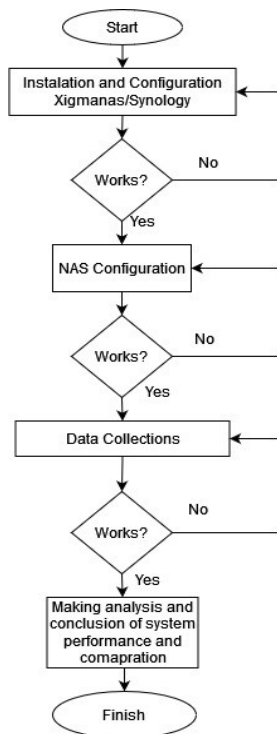 Start
Instalation and Configuration
Xigmanas/Synology
Works?
No
Yes
NAS Configuration
Works?
No
Yes
Data Collections
Works?
No
Yes
Making analysis and
conclusion of system
performance and
comapration
Finish